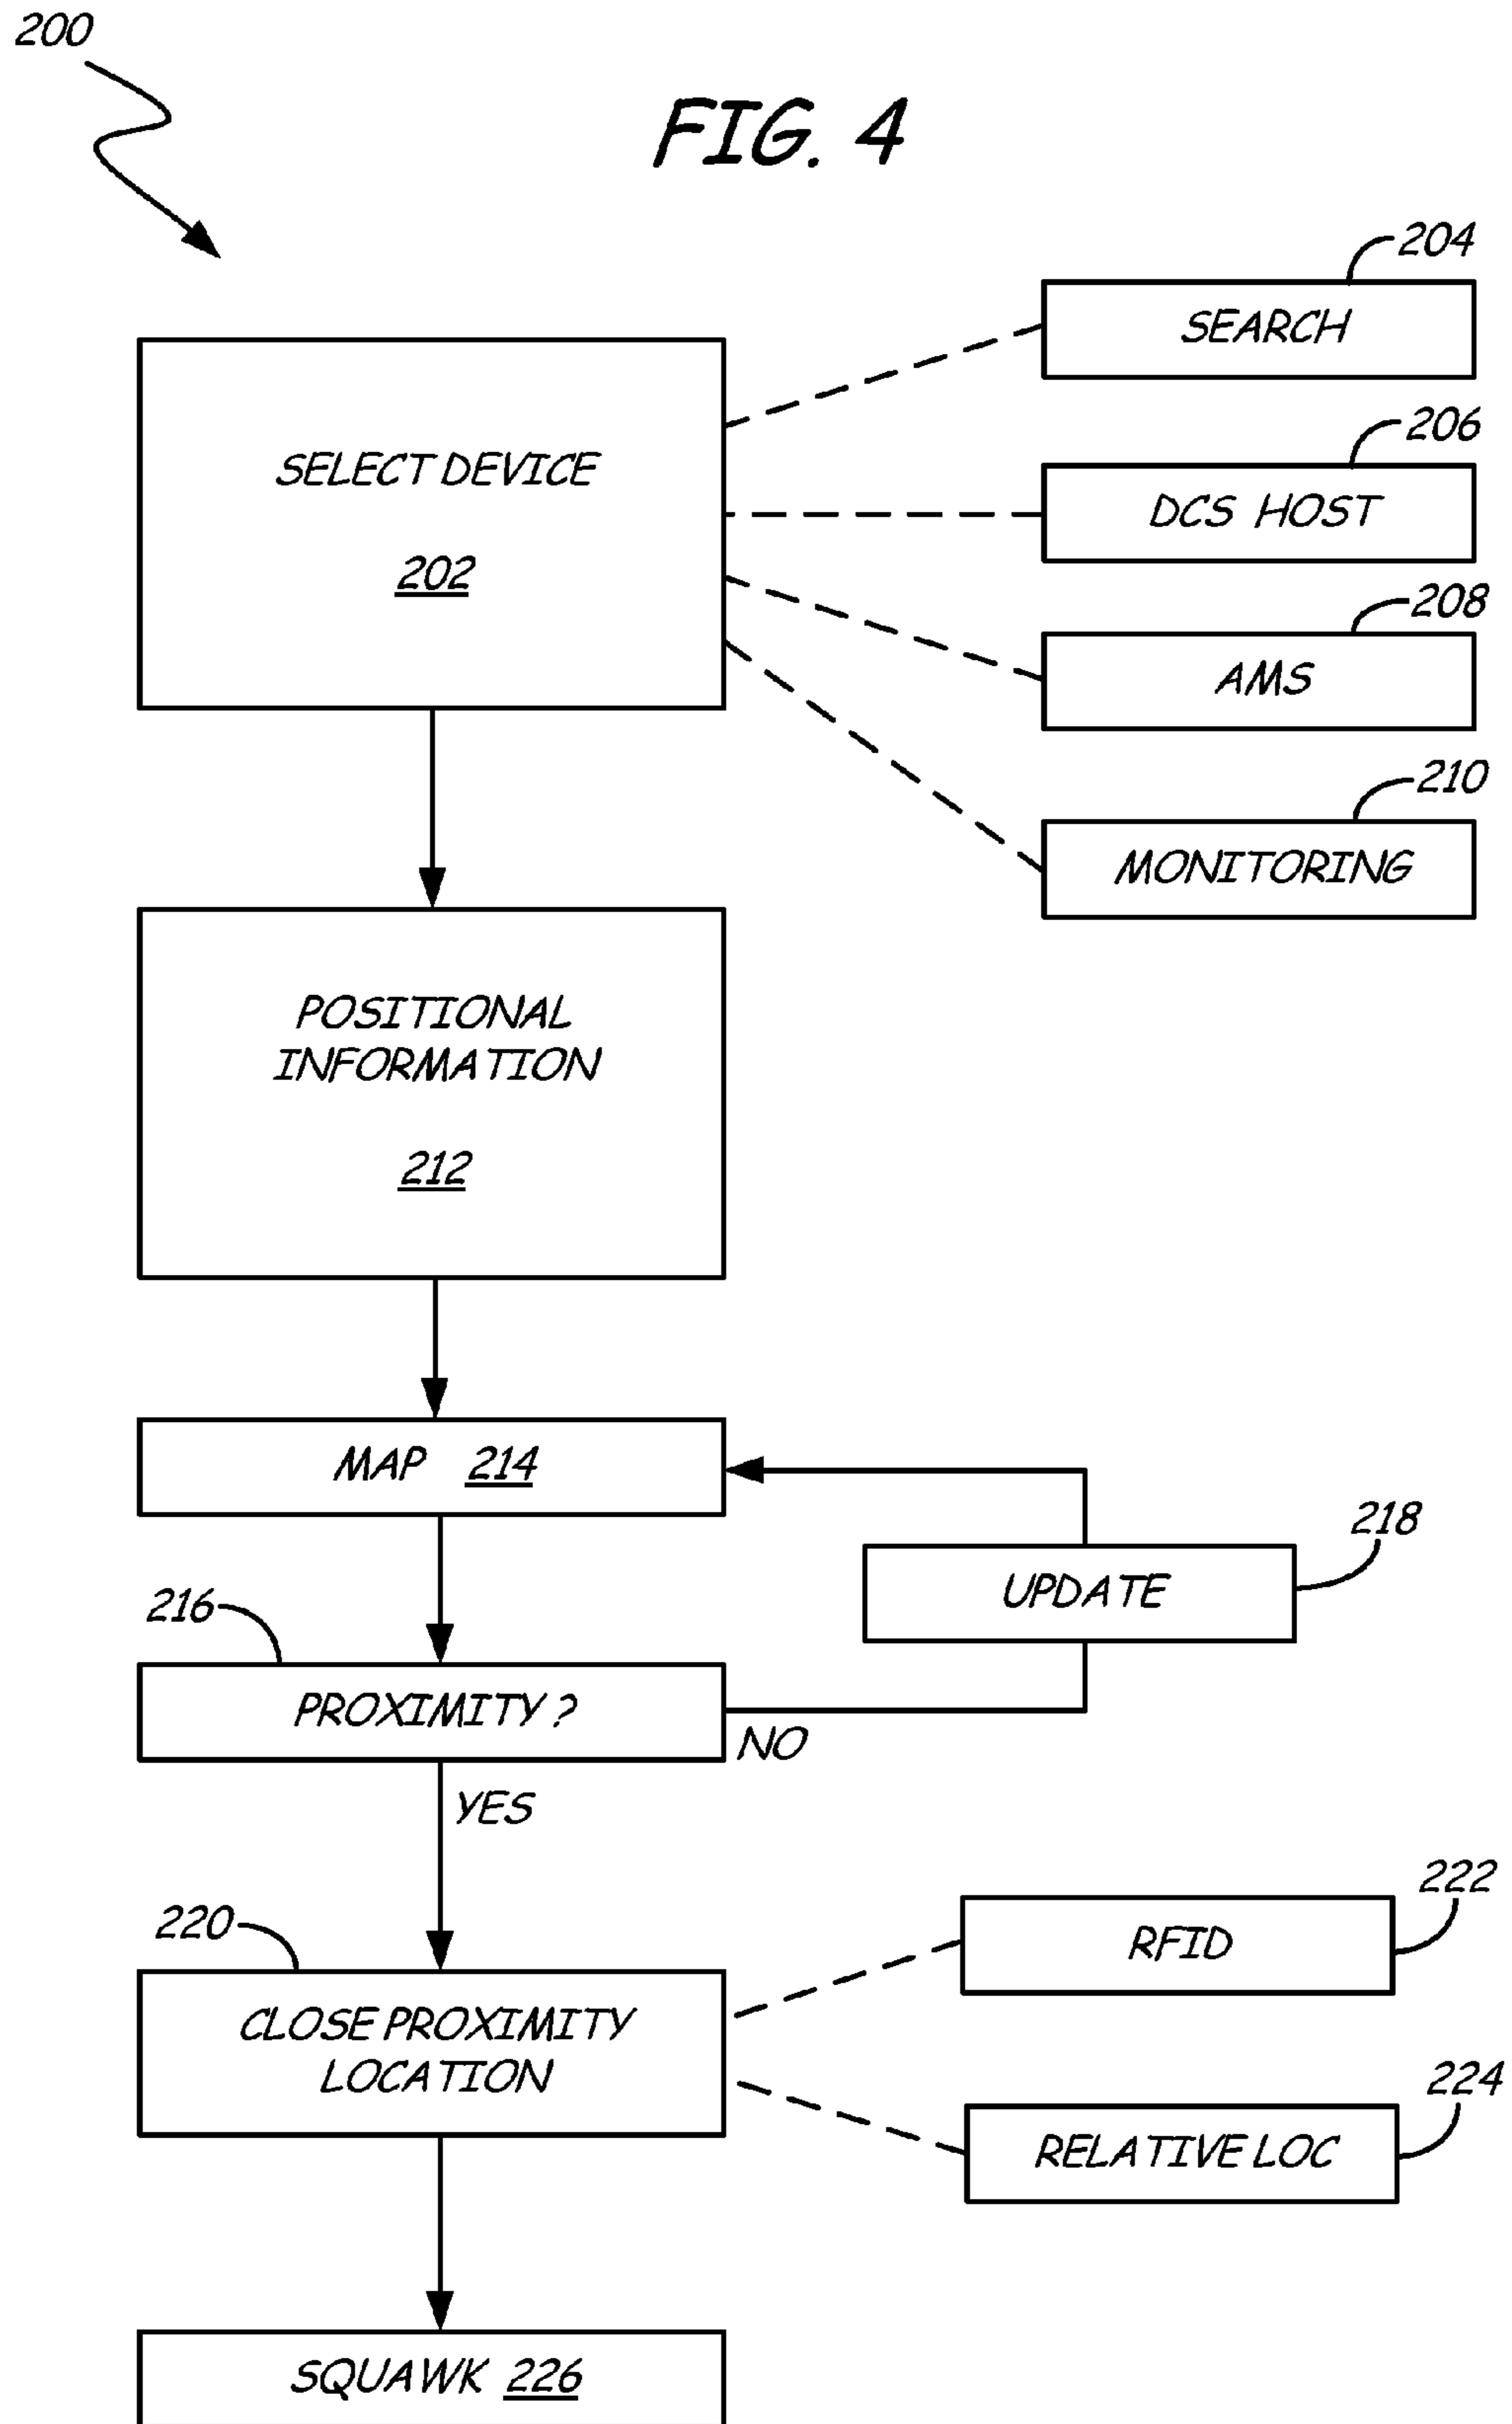 200
FIG. 4
204
SEARCH
206
SELECT DEVICE
202
DCS HOST
208
AMS
210
MONITORING
POSITIONAL
INFORMATION
212
MAP 214
218
UPDATE
216
PROXIMITY?
NO
YES
222
220
RFID
CLOSE PROXIMITY
LOCATION
224
RELATIVE LOC
SQUAWK 226